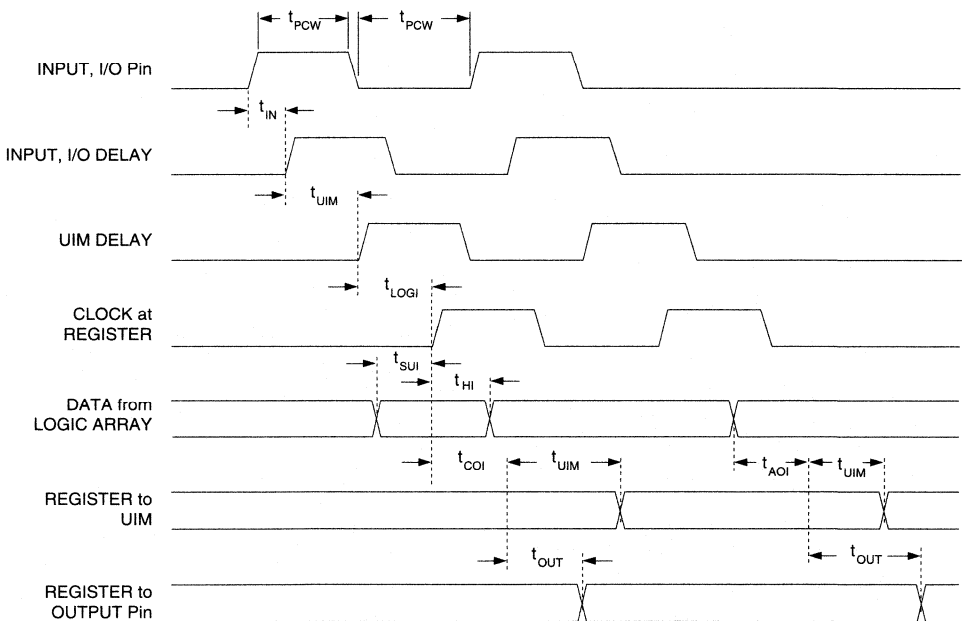 tPCW tPCW
INPUT, I/O Pin
tIN
INPUT, I/O DELAY
tUIM
UIM DELAY
tLOGI
CLOCK at
REGISTER
tSUI
tHI
DATA from
LOGIC ARRAY
tCOI tUIM tAOI tUIM
REGISTER to
UIM
tOUT tOUT
REGISTER to
OUTPUT Pin